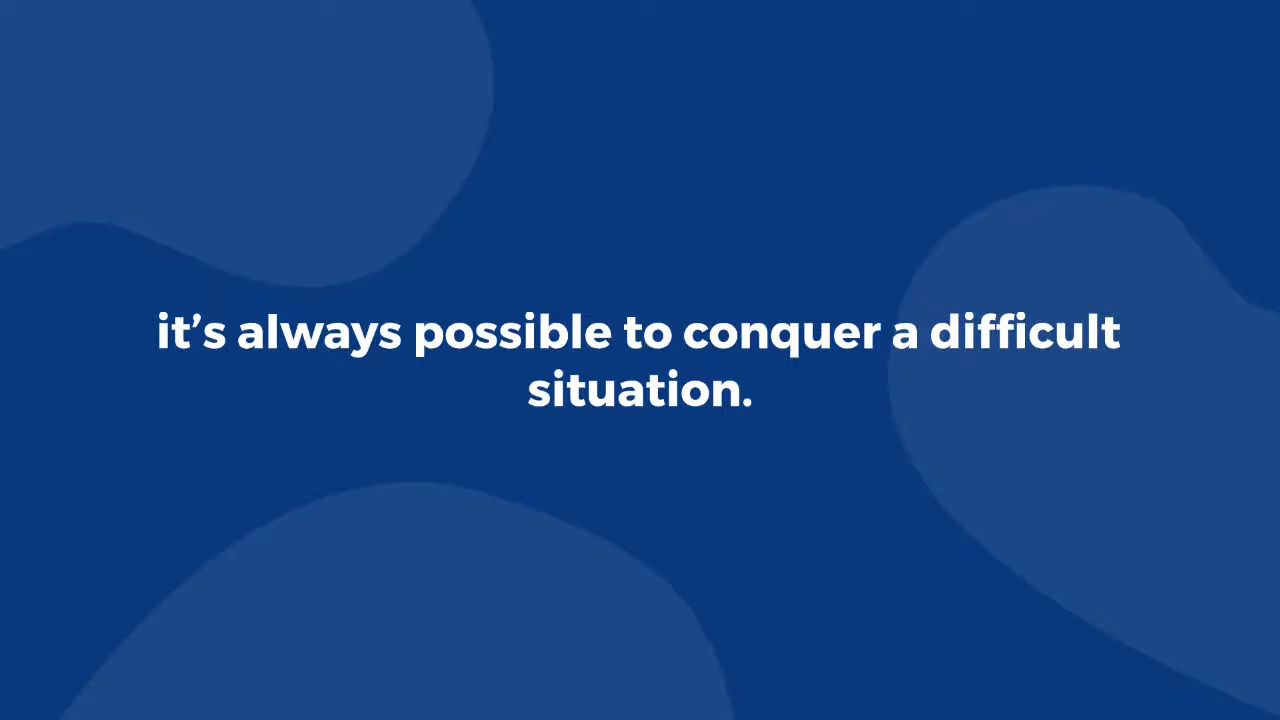 it’s always possible to conquer a difficult
situation.